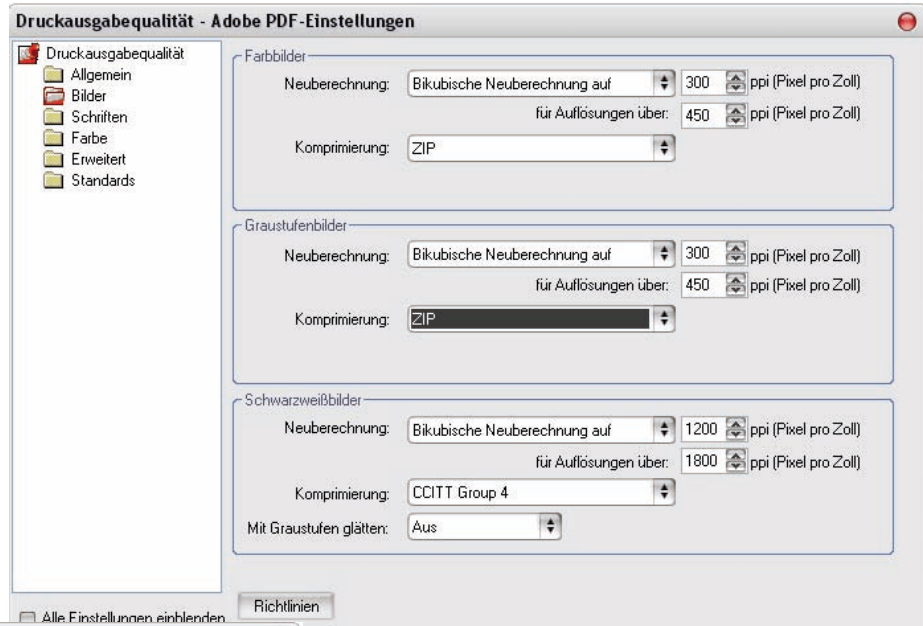 Druckausgabequalität - Adobe PDF-Einstellungen
Druckausgabequalität
Allgemein
Bilder
Schriften
Farbe
Erweitert
Standards
Farbbilder
Neuberechnung: Bikubische Neuberechnung auf 300 ppi (Pixel pro Zoll)
für Auflösungen über: 450 ppi (Pixel pro Zoll)
Komprimierung: ZIP
Graustufenbilder
Neuberechnung: Bikubische Neuberechnung auf 300 ppi (Pixel pro Zoll)
für Auflösungen über: 450 ppi (Pixel pro Zoll)
Komprimierung: ZIP
Schwarzweißbilder
Neuberechnung: Bikubische Neuberechnung auf 1200 ppi (Pixel pro Zoll)
für Auflösungen über: 1800 ppi (Pixel pro Zoll)
Komprimierung: CCITT Group 4
Mit Graustufen glätten: Aus
Alle Einstellungen einblenden
Richtlinien